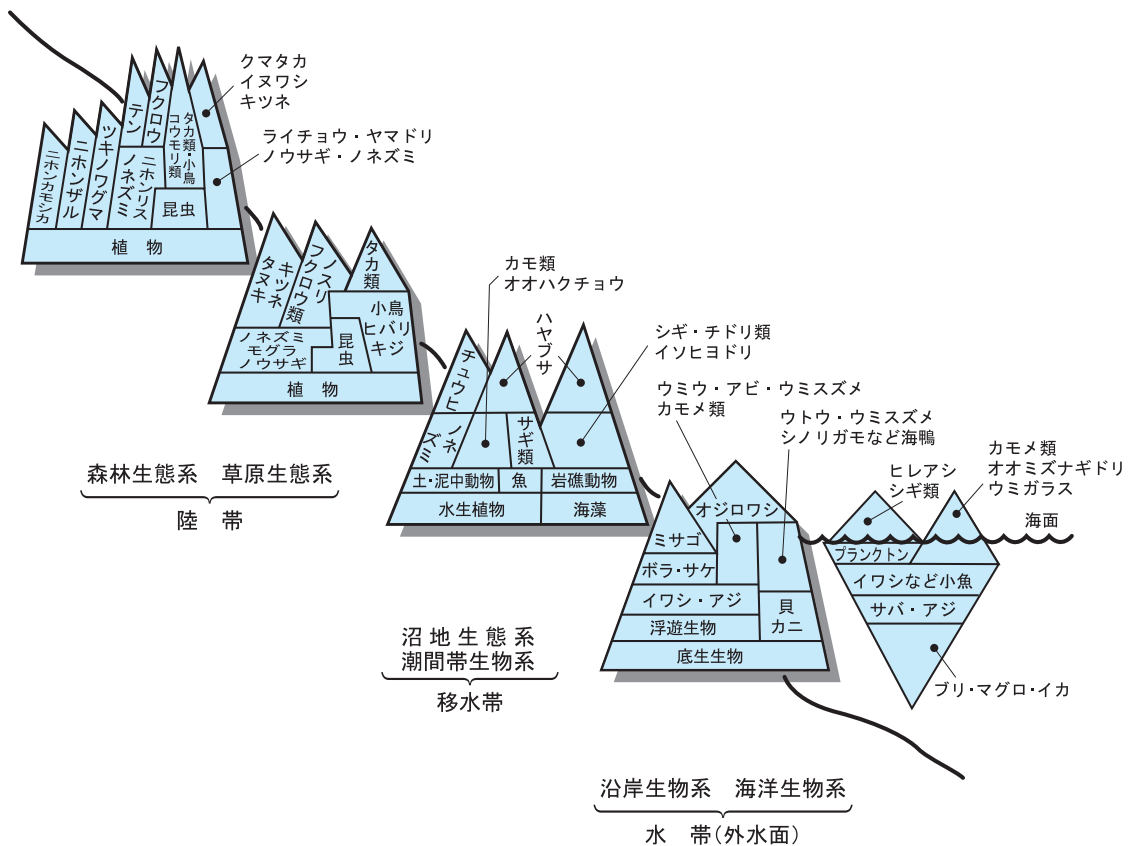 クマタカ
イヌワシ
キツネ
ライチョウ・ヤマドリ
ノウサギ・ノネズミ
ニホンカモシカ
ニホンザル
ツキノワグマ
テン
フクロウ
タカ類・小鳥
コウモリ類
ノネズミ
ニホンリス
昆虫
植 物
キツネ
タヌキ
ノスリ
フクロウ類
タカ類
小鳥
ヒバリ
キジ
ノネズミ
モグラ
ノウサギ
昆虫
植 物
森林生態系 草原生態系
陸 帯
カモ類
オオハクチョウ
ハヤブサ
シギ・チドリ類
イソヒヨドリ
チュウヒ
ノネズミ
サギ類
土・泥中動物
魚
岩礁動物
水生植物
海藻
沼地生態系
潮間帯生物系
移水帯
ウミウ・アビ・ウミスズメ
カモメ類
ウトウ・ウミスズメ
シノリガモなど海鴨
オジロワシ
ミサゴ
ボラ・サケ
イワシ・アジ
貝
カニ
浮遊生物
底生生物
ヒレアシ
シギ類
カモメ類
オオミズナギドリ
ウミガラス
海面
プランクトン
イワシなど小魚
サバ・アジ
ブリ・マグロ・イカ
沿岸生物系 海洋生物系
水 帯(外水面)